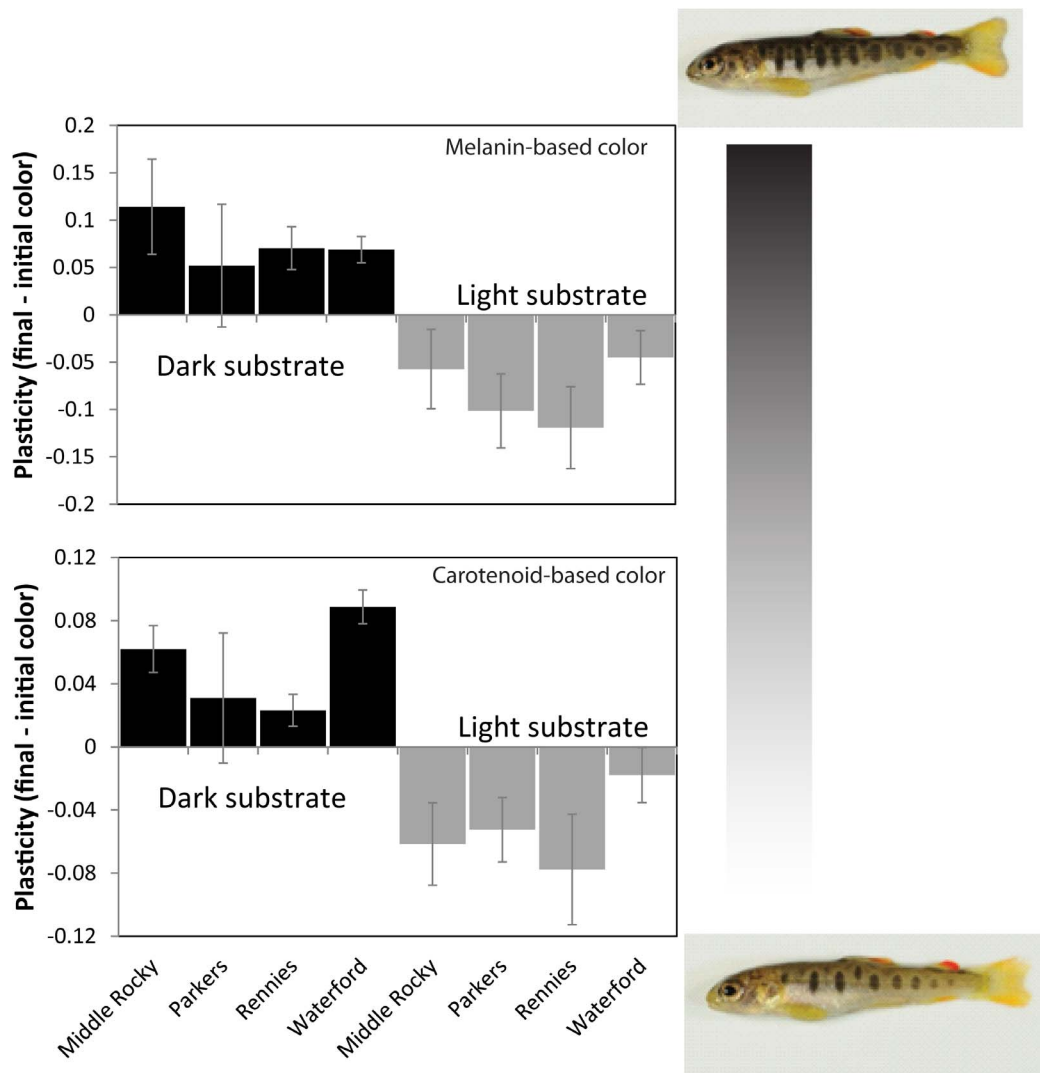 Melanin-based color
Plasticity (final - initial color)
0.2
0.15
0.1
0.05
0
-0.05
-0.1
-0.15
-0.2
Light substrate
Dark substrate
Carotenoid-based color
Plasticity (final - initial color)
0.12
0.08
0.04
0
-0.04
-0.08
-0.12
Light substrate
Dark substrate
Middle Rocky
Parkers
Rennies
Waterford
Middle Rocky
Parkers
Rennies
Waterford